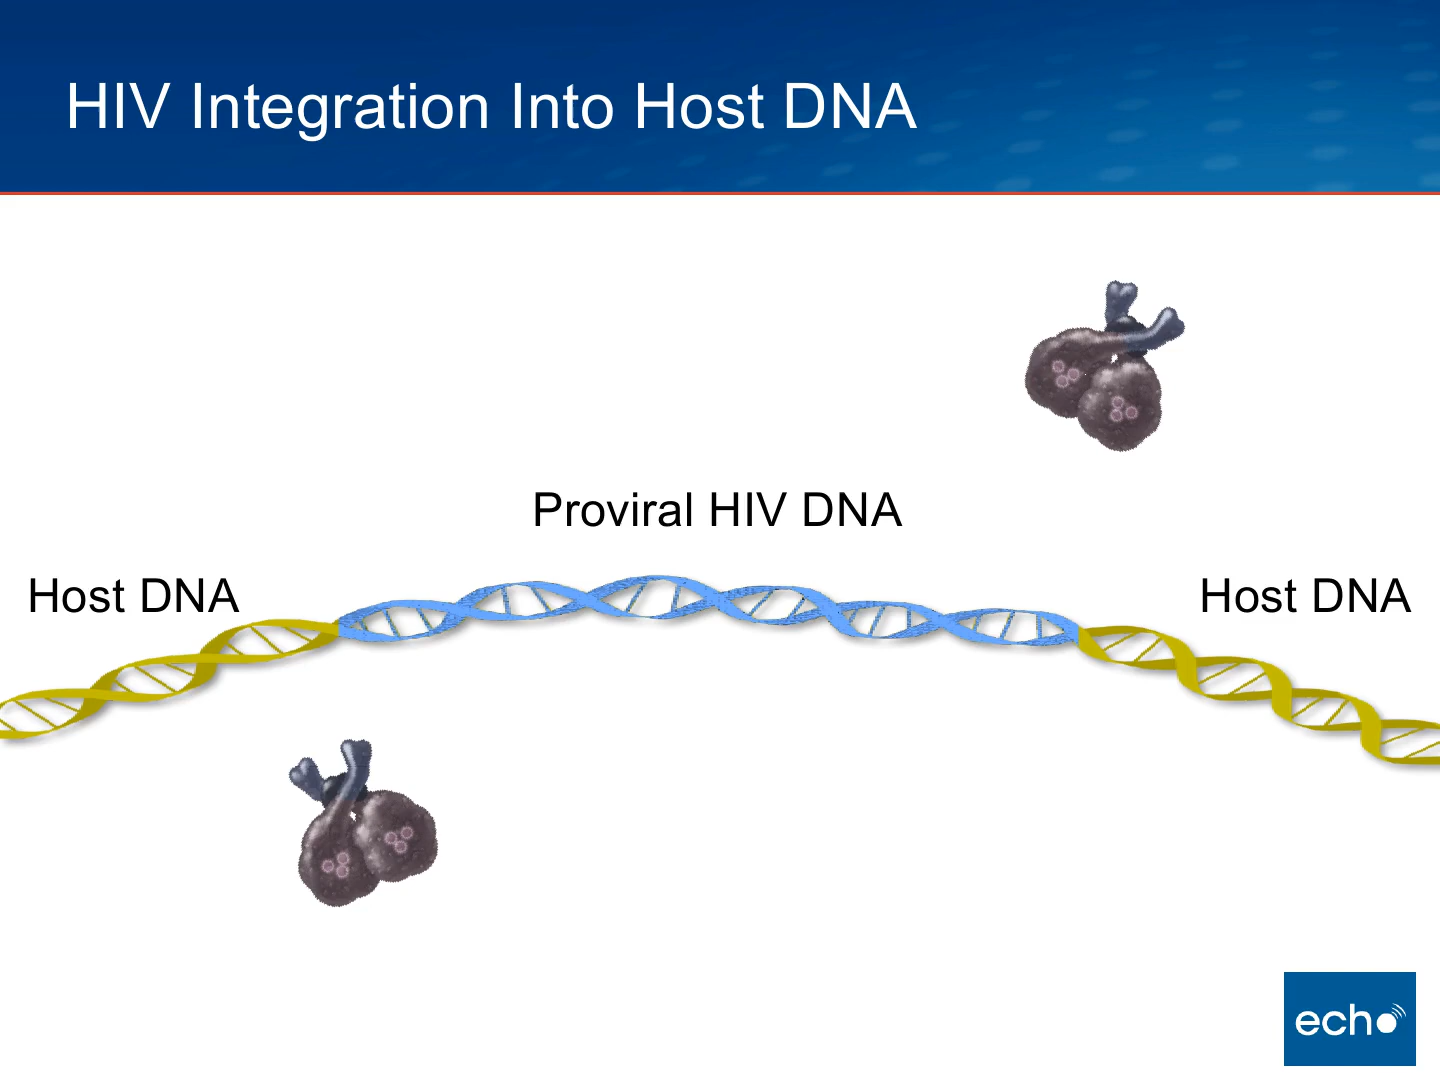 HIV Integration Into Host DNA
Proviral HIV DNA
Host DNA
Host DNA
echo